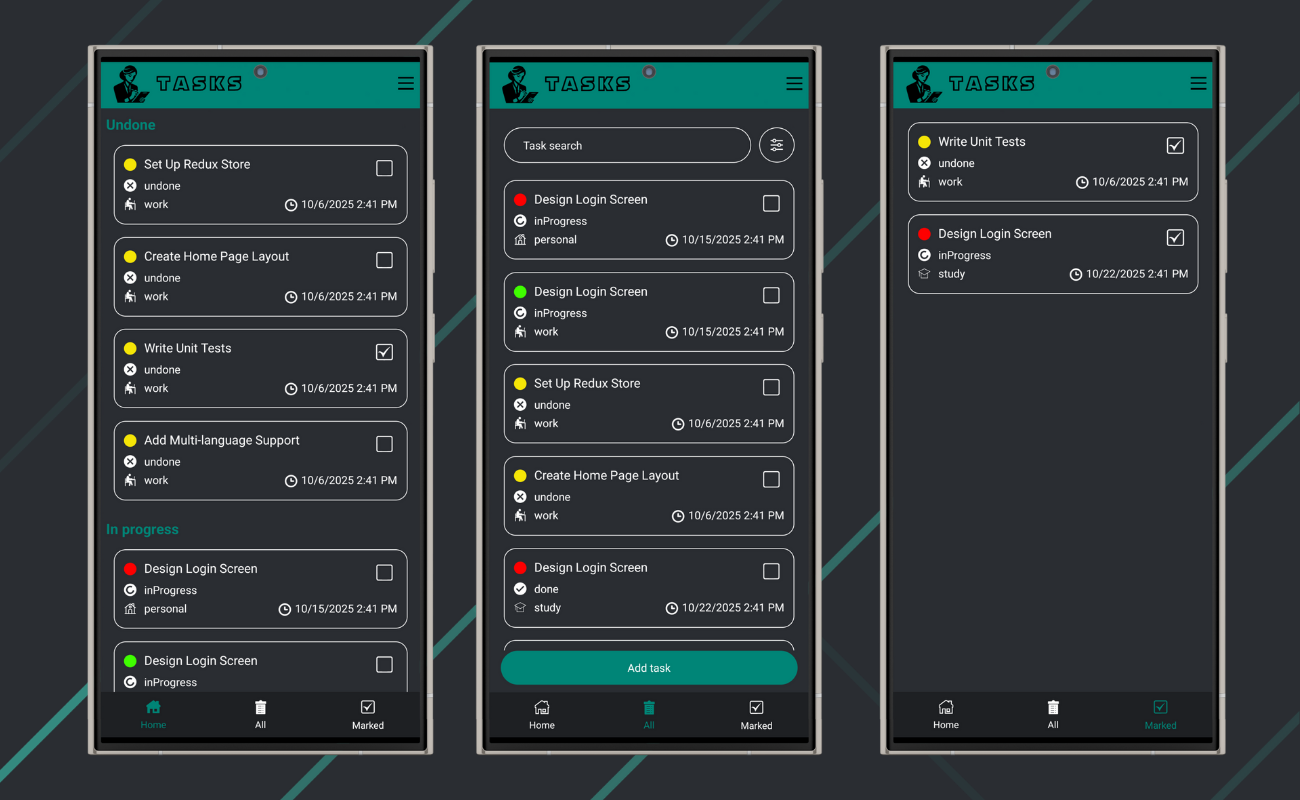 TASKS
Undone
Set Up Redux Store
undone
work 10/6/2025 2:41 PM
Create Home Page Layout
undone
work 10/6/2025 2:41 PM
Write Unit Tests
undone
work 10/6/2025 2:41 PM
Add Multi-language Support
undone
work 10/6/2025 2:41 PM
In progress
Design Login Screen
inProgress
personal 10/15/2025 2:41 PM
Design Login Screen
inProgress
Home All Marked
TASKS
Task search
Design Login Screen
inProgress
personal 10/15/2025 2:41 PM
Design Login Screen
inProgress
work 10/15/2025 2:41 PM
Set Up Redux Store
undone
work 10/6/2025 2:41 PM
Create Home Page Layout
undone
work 10/6/2025 2:41 PM
Design Login Screen
done
study 10/22/2025 2:41 PM
Add task
Home All Marked
TASKS
Write Unit Tests
undone
work 10/6/2025 2:41 PM
Design Login Screen
inProgress
study 10/22/2025 2:41 PM
Home All Marked